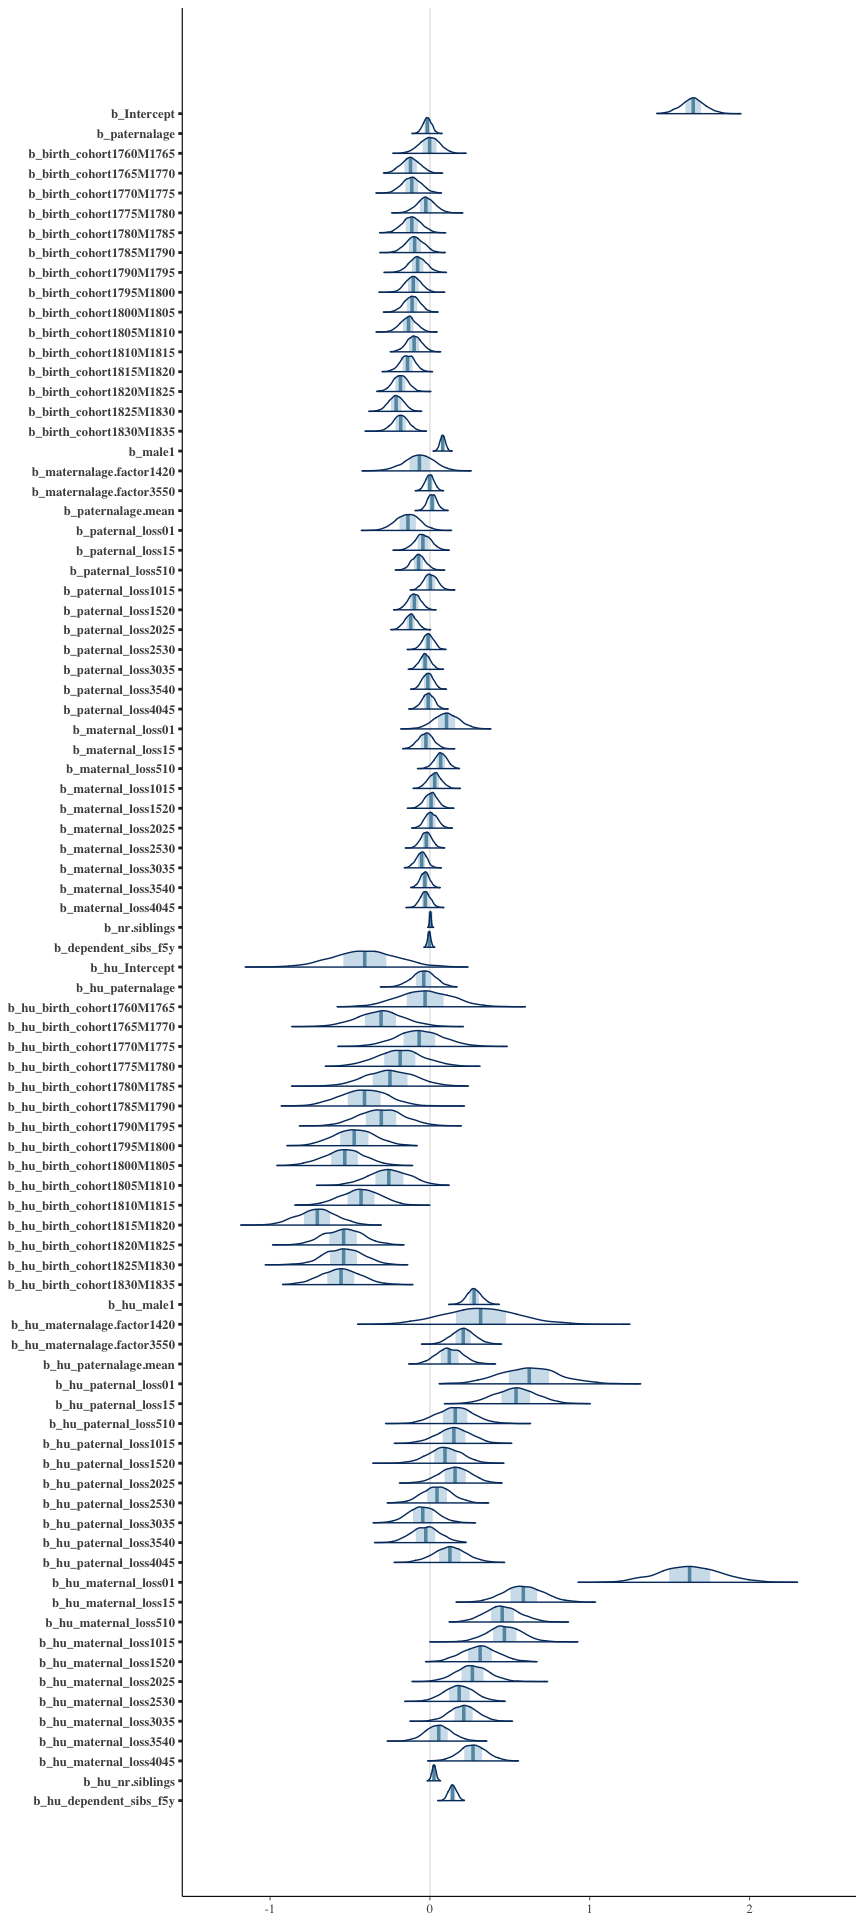 b_Intercept
b_paternalage
b_birth_cohort1760M1765
b_birth_cohort1765M1770
b_birth_cohort1770M1775
b_birth_cohort1775M1780
b_birth_cohort1780M1785
b_birth_cohort1785M1790
b_birth_cohort1790M1795
b_birth_cohort1795M1800
b_birth_cohort1800M1805
b_birth_cohort1805M1810
b_birth_cohort1810M1815
b_birth_cohort1815M1820
b_birth_cohort1820M1825
b_birth_cohort1825M1830
b_birth_cohort1830M1835
b_male1
b_maternalage.factor1420
b_maternalage.factor3550
b_paternalage.mean
b_paternal_loss01
b_paternal_loss15
b_paternal_loss510
b_paternal_loss1015
b_paternal_loss1520
b_paternal_loss2025
b_paternal_loss2530
b_paternal_loss3035
b_paternal_loss3540
b_paternal_loss4045
b_maternal_loss01
b_maternal_loss15
b_maternal_loss510
b_maternal_loss1015
b_maternal_loss1520
b_maternal_loss2025
b_maternal_loss2530
b_maternal_loss3035
b_maternal_loss3540
b_maternal_loss4045
b_nr.siblings
b_dependent_sibs_f5y
b_hu_Intercept
b_hu_paternalage
b_hu_birth_cohort1760M1765
b_hu_birth_cohort1765M1770
b_hu_birth_cohort1770M1775
b_hu_birth_cohort1775M1780
b_hu_birth_cohort1780M1785
b_hu_birth_cohort1785M1790
b_hu_birth_cohort1790M1795
b_hu_birth_cohort1795M1800
b_hu_birth_cohort1800M1805
b_hu_birth_cohort1805M1810
b_hu_birth_cohort1810M1815
b_hu_birth_cohort1815M1820
b_hu_birth_cohort1820M1825
b_hu_birth_cohort1825M1830
b_hu_birth_cohort1830M1835
b_hu_male1
b_hu_maternalage.factor1420
b_hu_maternalage.factor3550
b_hu_paternalage.mean
b_hu_paternal_loss01
b_hu_paternal_loss15
b_hu_paternal_loss510
b_hu_paternal_loss1015
b_hu_paternal_loss1520
b_hu_paternal_loss2025
b_hu_paternal_loss2530
b_hu_paternal_loss3035
b_hu_paternal_loss3540
b_hu_paternal_loss4045
b_hu_maternal_loss01
b_hu_maternal_loss15
b_hu_maternal_loss510
b_hu_maternal_loss1015
b_hu_maternal_loss1520
b_hu_maternal_loss2025
b_hu_maternal_loss2530
b_hu_maternal_loss3035
b_hu_maternal_loss3540
b_hu_maternal_loss4045
b_hu_nr.siblings
b_hu_dependent_sibs_f5y
-1 0 1 2